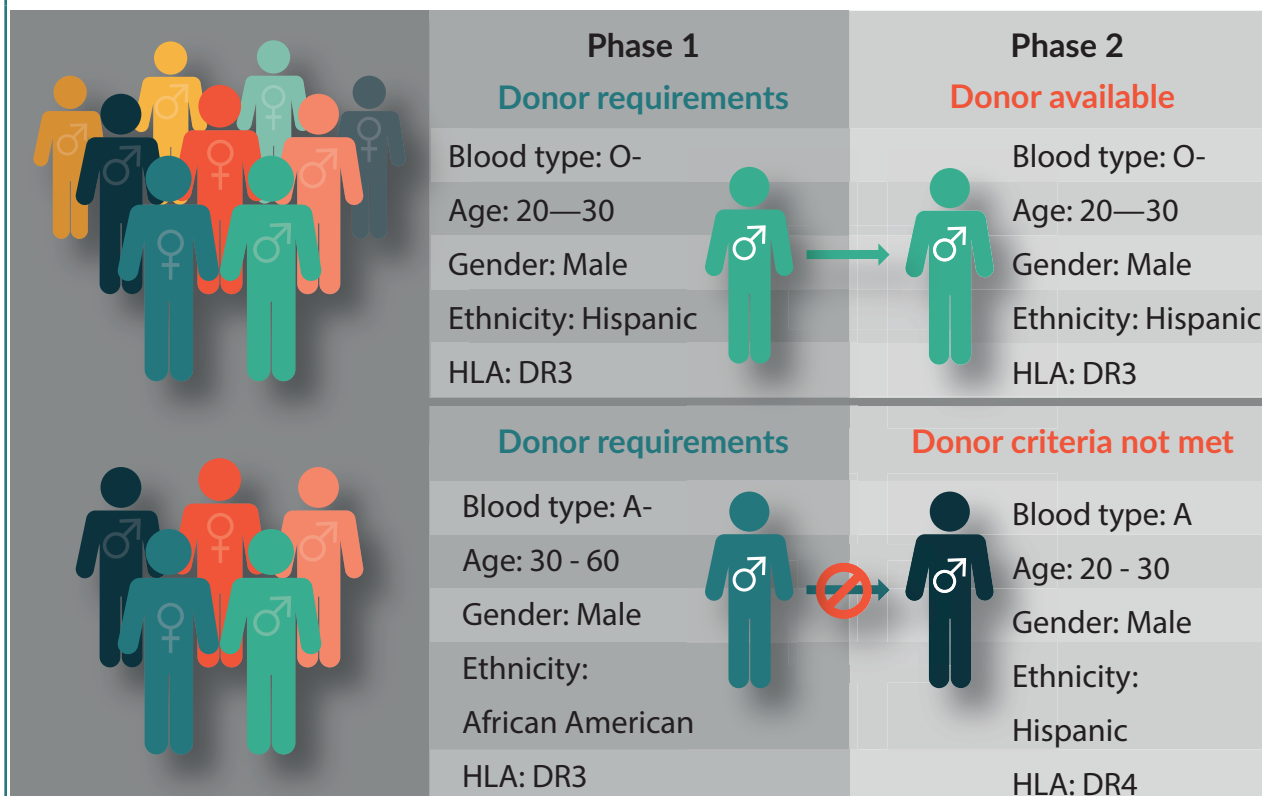 Phase 1
Donor requirements
Blood type: O-
Age: 20—30
Gender: Male
Ethnicity: Hispanic
HLA: DR3
Phase 2
Donor available
Blood type: O-
Age: 20—30
Gender: Male
Ethnicity: Hispanic
HLA: DR3
Donor requirements
Blood type: A-
Age: 30 - 60
Gender: Male
Ethnicity:
African American
HLA: DR3
Donor criteria not met
Blood type: A
Age: 20 - 30
Gender: Male
Ethnicity:
Hispanic
HLA: DR4